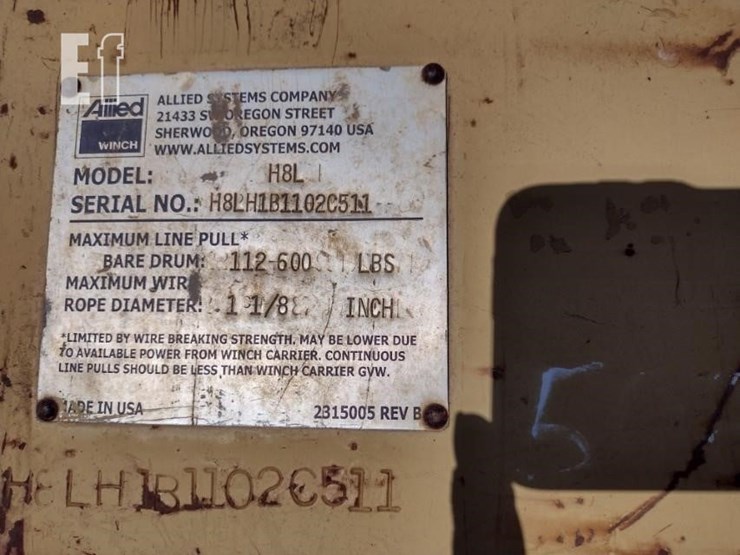 Ef
Allied
WINCH
ALLIED SYSTEMS COMPANY
21433 SW OREGON STREET
SHERWOOD, OREGON 97140 USA
WWW.ALLIEDSYSTEMS.COM
MODEL: H8L
SERIAL NO.: H8LH1B1102C511
MAXIMUM LINE PULL*
BARE DRUM: 112-600 LBS
MAXIMUM WIRE
ROPE DIAMETER: 1 1/8 INCH
*LIMITED BY WIRE BREAKING STRENGTH, MAY BE LOWER DUE
TO AVAILABLE POWER FROM WINCH CARRIER. CONTINUOUS
LINE PULLS SHOULD BE LESS THAN WINCH CARRIER GVW.
MADE IN USA 2315005 REV B
H8LH1B1102C511
5